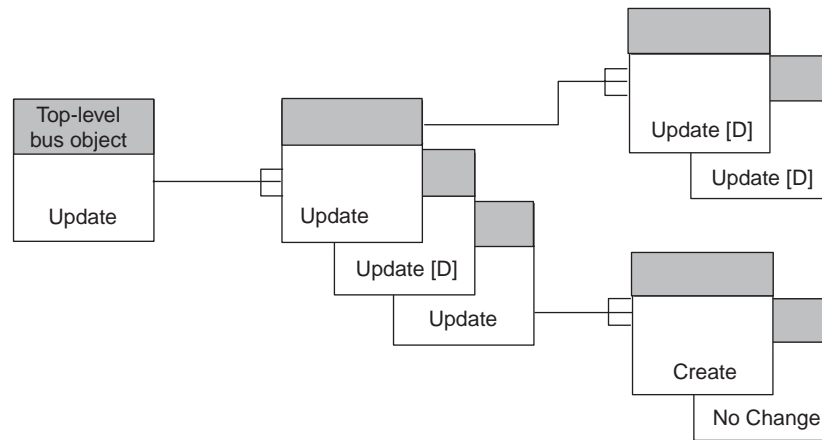 Top-level
bus object
Update
Update
Update [D]
Update
Update [D]
Update [D]
Create
No Change